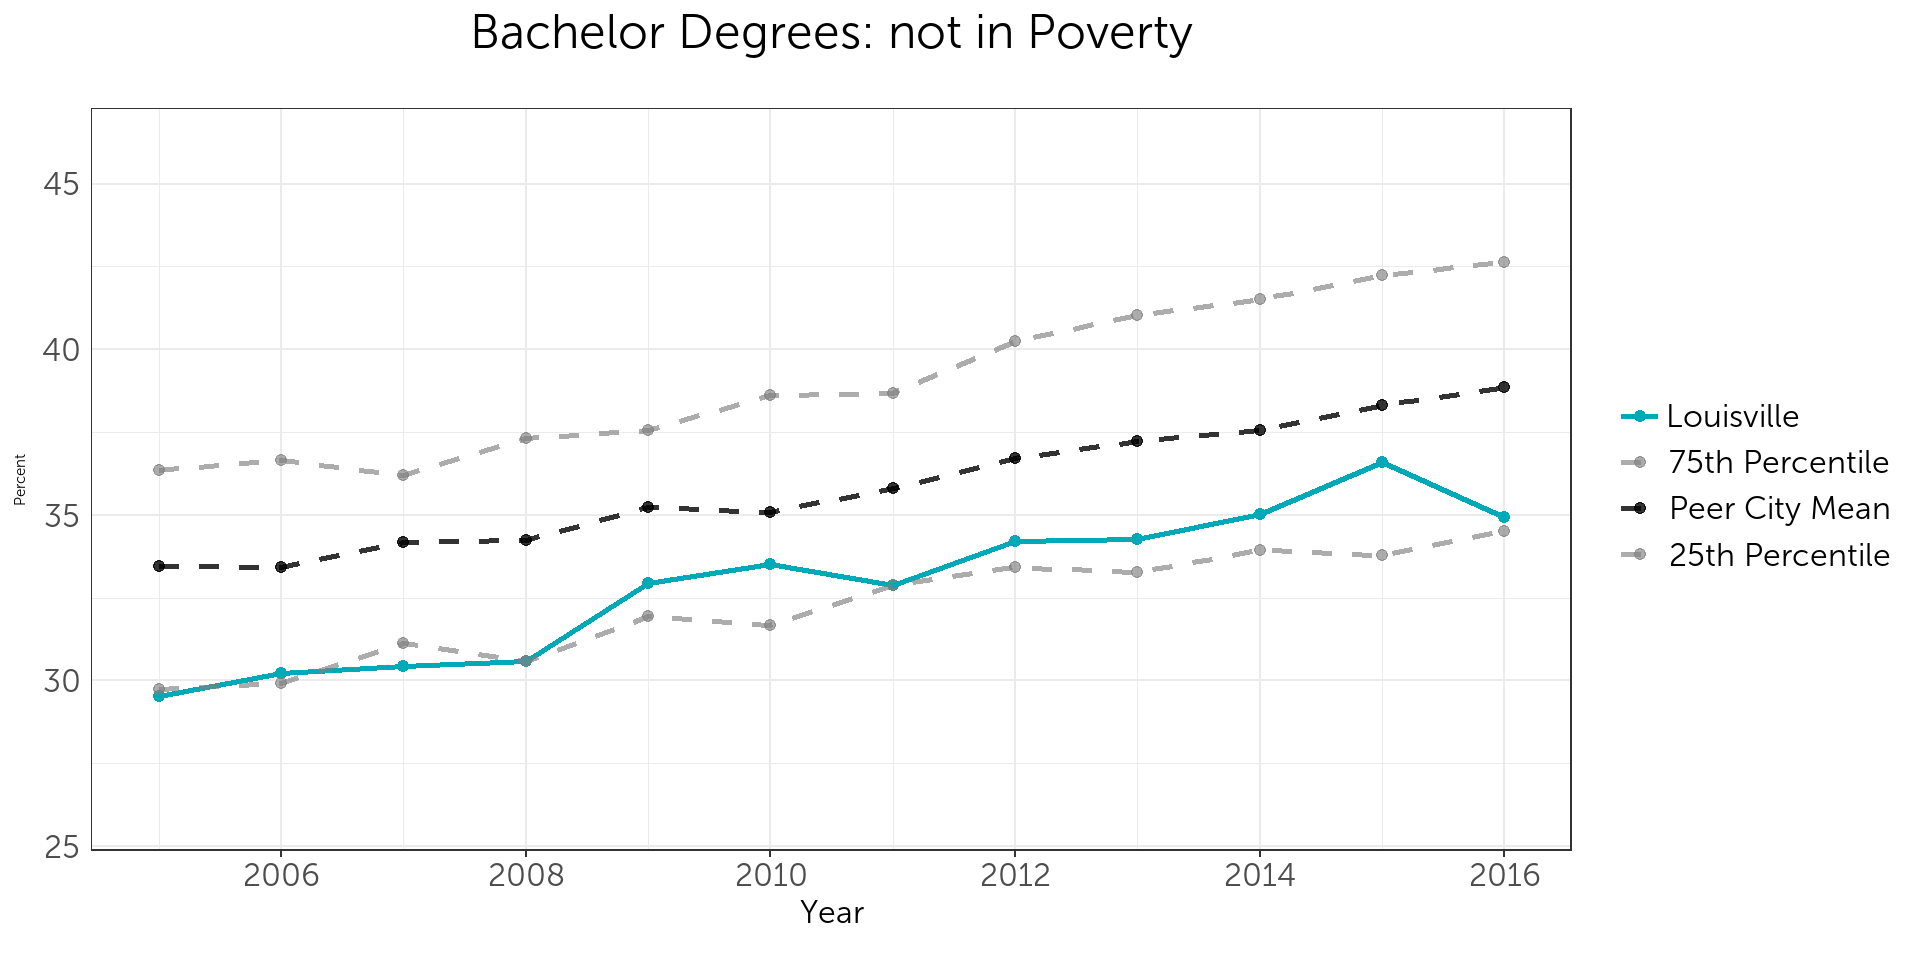 Bachelor Degrees: not in Poverty
45
40
35
30
25
Percent
2006 2008 2010 2012 2014 2016
Year
Louisville
75th Percentile
Peer City Mean
25th Percentile